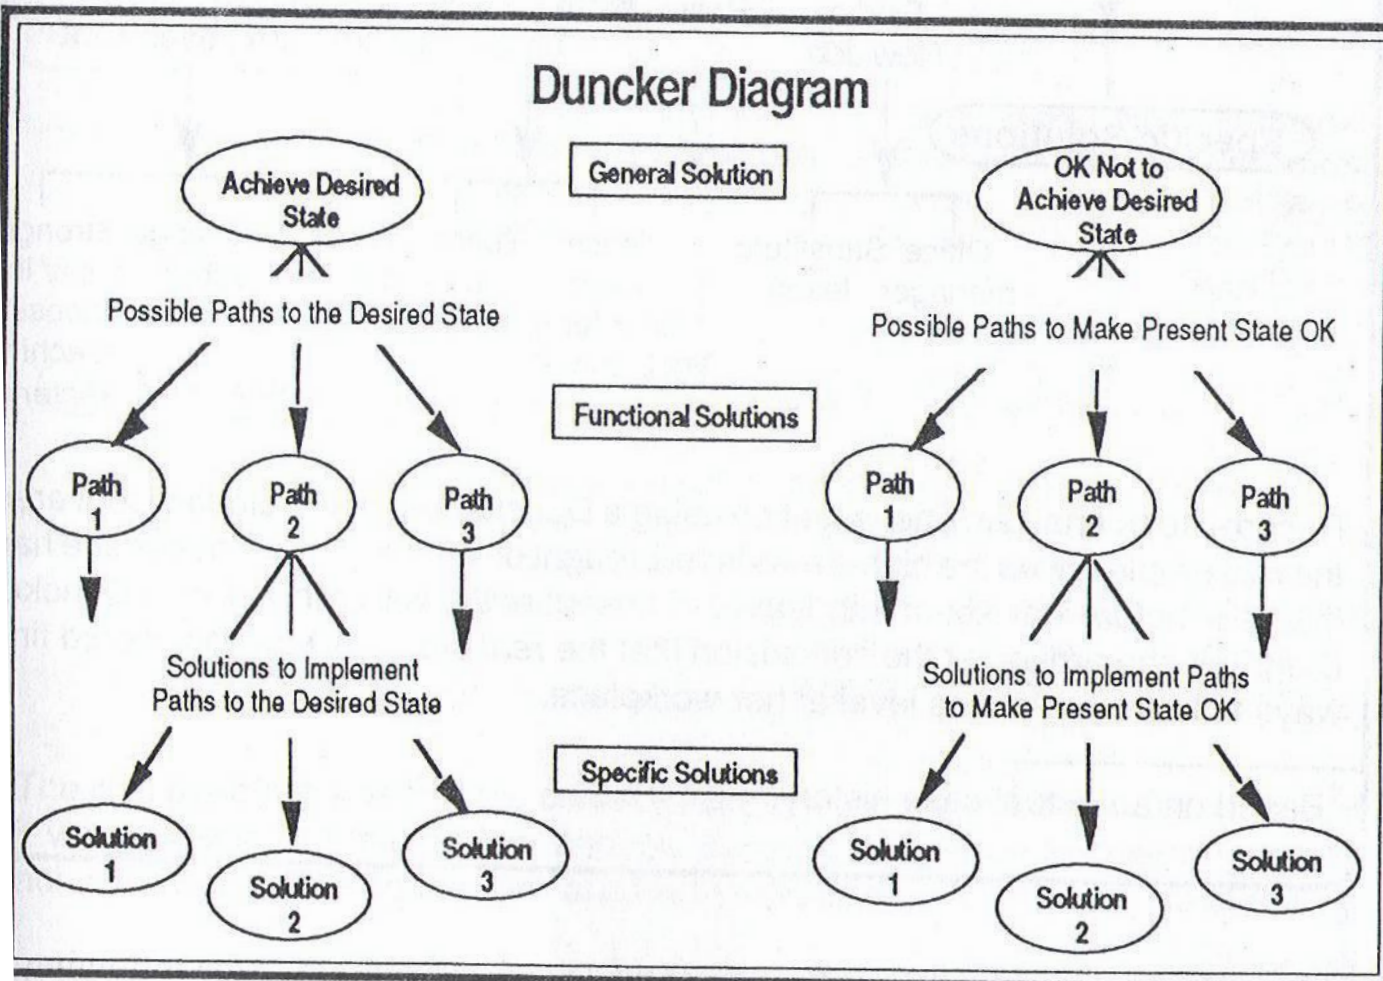 Duncker Diagram
General Solution
Achieve Desired
State
OK Not to
Achieve Desired
State
Possible Paths to the Desired State
Possible Paths to Make Present State OK
Functional Solutions
Path
1
Path
2
Path
3
Path
1
Path
2
Path
3
Solutions to Implement
Paths to the Desired State
Solutions to Implement Paths
to Make Present State OK
Specific Solutions
Solution
1
Solution
2
Solution
3
Solution
1
Solution
2
Solution
3